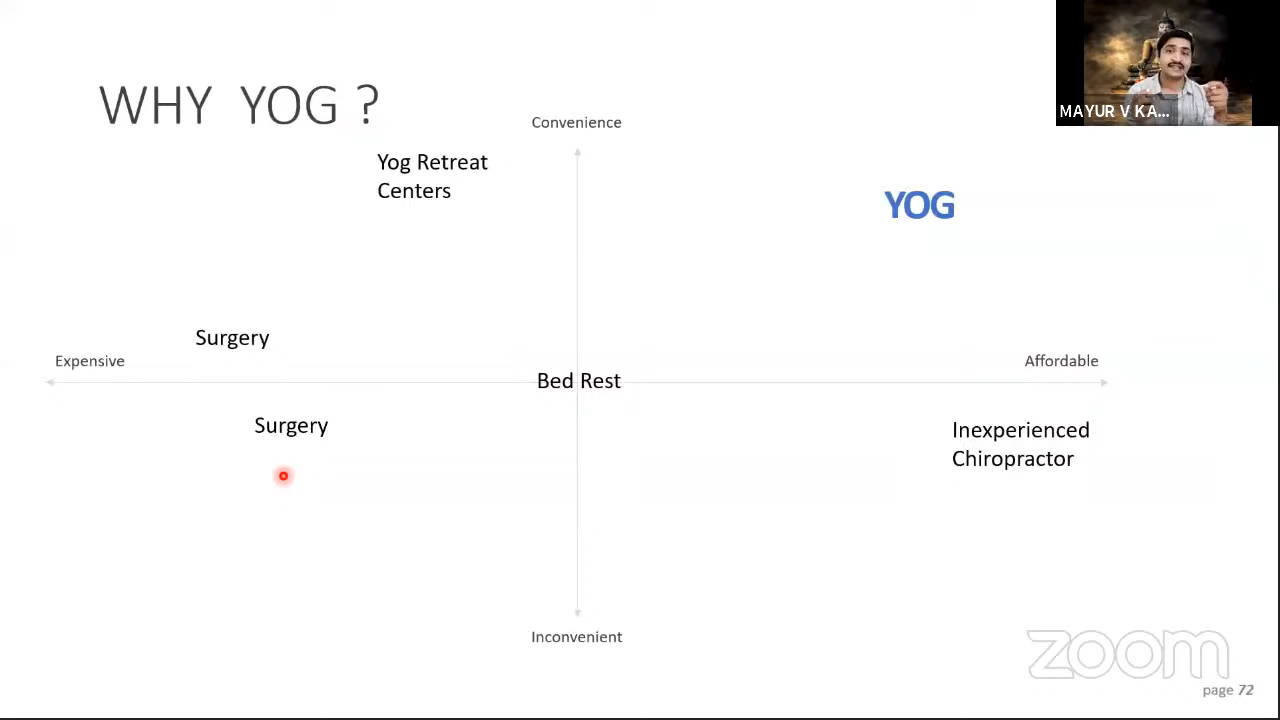 WHY YOG ?
MAYUR V KA...
Convenience
Yog Retreat
Centers
YOG
Surgery
Expensive
Affordable
Bed Rest
Surgery
Inexperienced
Chiropractor
Inconvenient
zoom
page 72